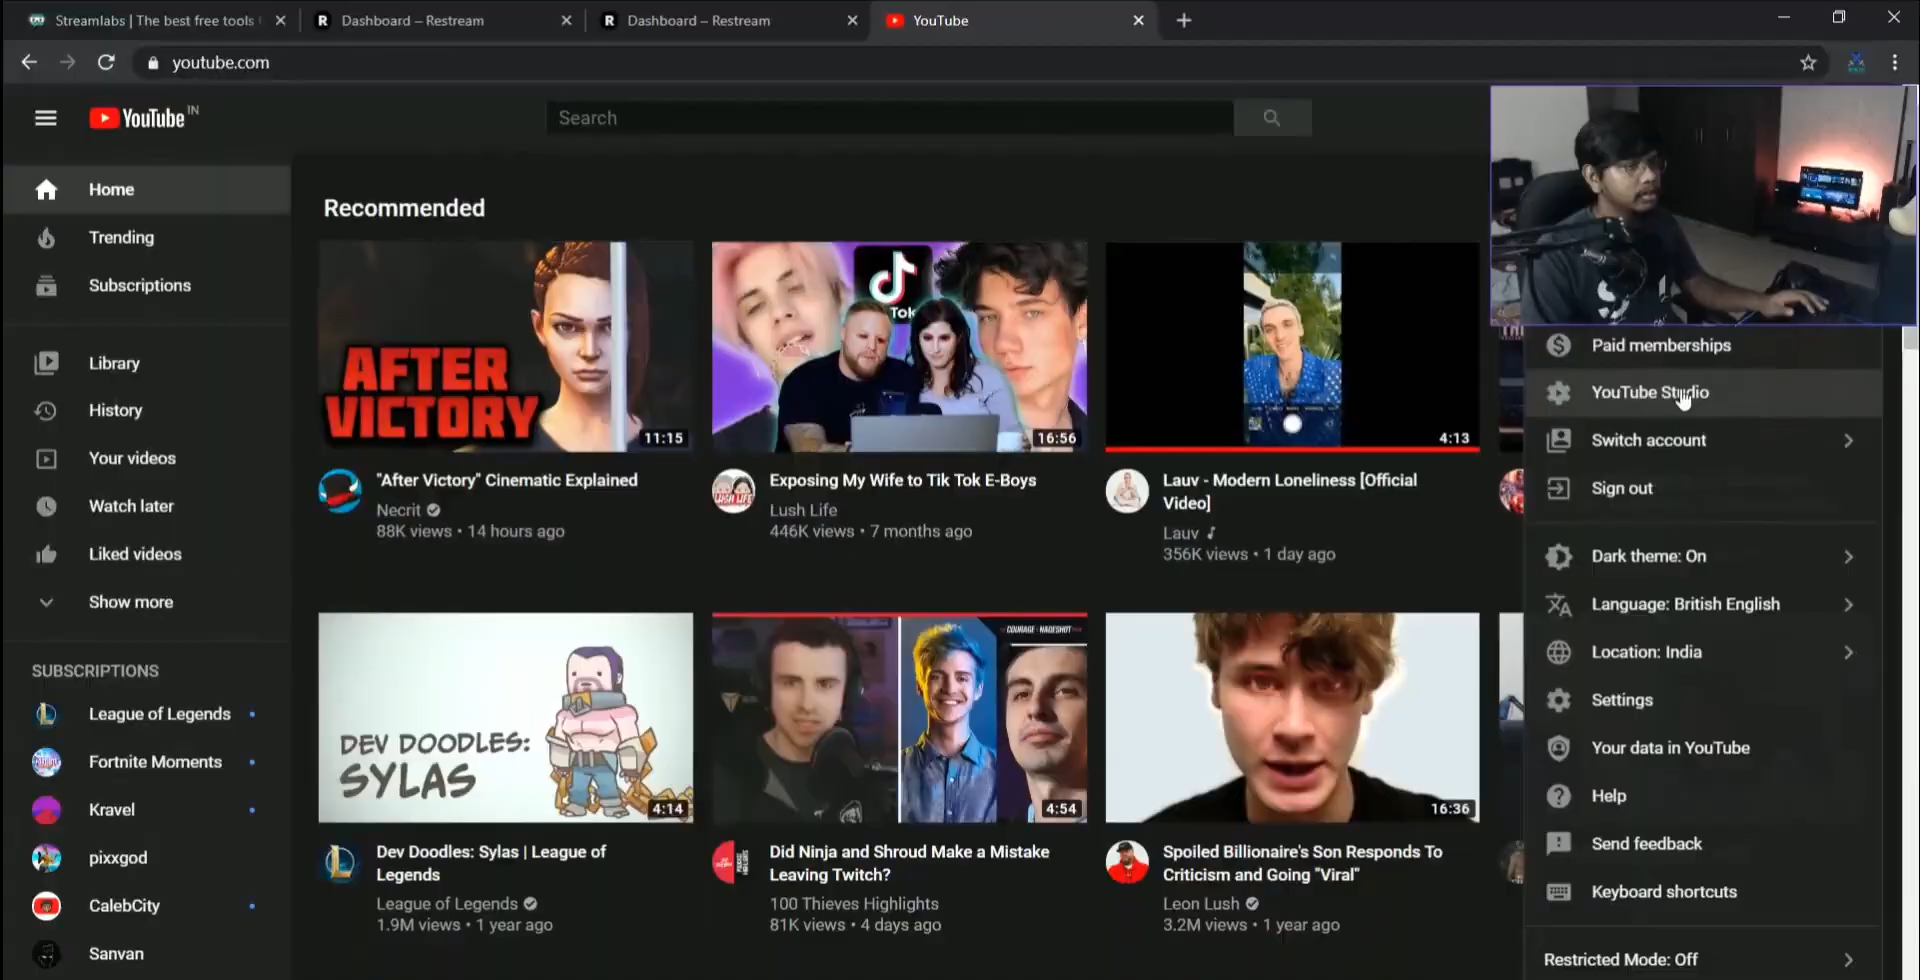 Streamlabs | The best free tools
Dashboard – Restream
Dashboard – Restream
YouTube
youtube.com
YouTube IN
Search
Home
Trending
Subscriptions
Library
History
Your videos
Watch later
Liked videos
Show more
SUBSCRIPTIONS
League of Legends
Fortnite Moments
Kravel
pixxgod
CalebCity
Sanvan
Recommended
AFTER
VICTORY
11:15
"After Victory" Cinematic Explained
Necrit
88K views • 14 hours ago
Tok
16:56
LUSH LIFE
Exposing My Wife to Tik Tok E-Boys
Lush Life
446K views • 7 months ago
4:13
Lauv - Modern Loneliness [Official
Video]
Lauv
356K views • 1 day ago
DEV DOODLES:
SYLAS
4:14
Dev Doodles: Sylas | League of
Legends
League of Legends
1.9M views • 1 year ago
COURAGE - NADESHOT
4:54
Did Ninja and Shroud Make a Mistake
Leaving Twitch?
100 Thieves Highlights
81K views • 4 days ago
16:36
Spoiled Billionaire's Son Responds To
Criticism and Going "Viral"
Leon Lush
3.2M views • 1 year ago
Paid memberships
YouTube Studio
Switch account
Sign out
Dark theme: On
Language: British English
Location: India
Settings
Your data in YouTube
Help
Send feedback
Keyboard shortcuts
Restricted Mode: Off